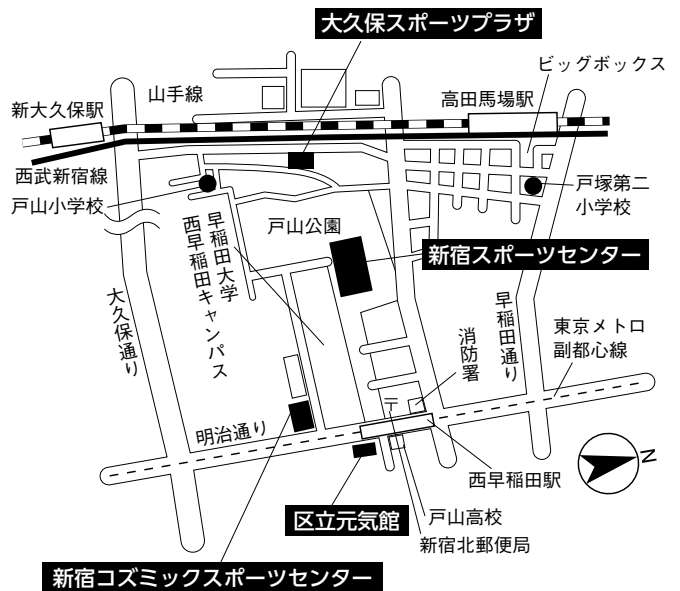 大久保スポーツプラザ
ビッグボックス
山手線
高田馬場駅
新大久保駅
西武新宿線
戸山小学校
戸塚第二
小学校
戸山公園
早稲田大学
西早稲田キャンパス
新宿スポーツセンター
大久保通り
早稲田通り
消防署
東京メトロ
副都心線
〒
明治通り
N
西早稲田駅
区立元気館
戸山高校
新宿北郵便局
新宿コズミックスポーツセンター